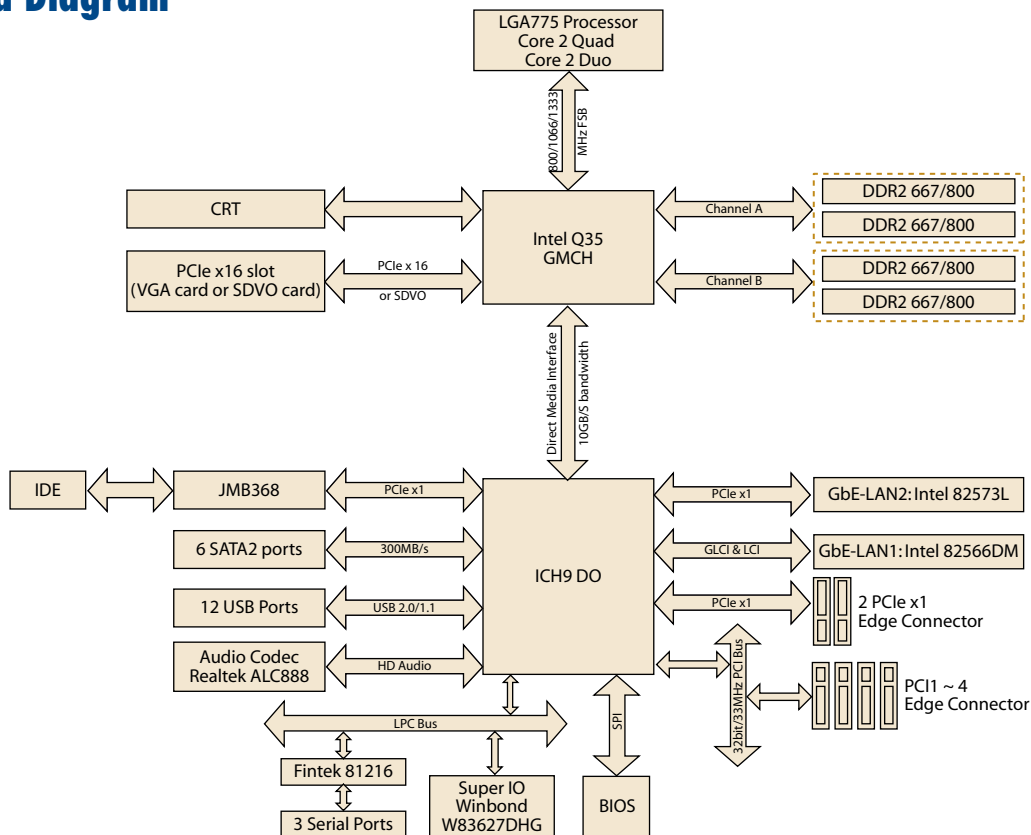 Diagram
LGA775 Processor
Core 2 Quad
Core 2 Duo
800/1066/1333
MHz FSB
CRT
Intel Q35
GMCH
Channel A
DDR2 667/800
DDR2 667/800
PCIe x16 slot
(VGA card or SDVO card)
PCIe x 16
or SDVO
Channel B
DDR2 667/800
DDR2 667/800
Direct Media Interface
10GB/S bandwidth
IDE
JMB368
PCIe x1
ICH9 DO
PCIe x1
GbE-LAN2: Intel 82573L
6 SATA2 ports
300MB/s
GLCI & LCI
GbE-LAN1: Intel 82566DM
12 USB Ports
USB 2.0/1.1
PCIe x1
2 PCIe x1
Edge Connector
Audio Codec
Realtek ALC888
HD Audio
32bit/33MHz PCI Bus
PCI1 ~ 4
Edge Connector
LPC Bus
SPI
Fintek 81216
3 Serial Ports
Super IO
Winbond
W83627DHG
BIOS